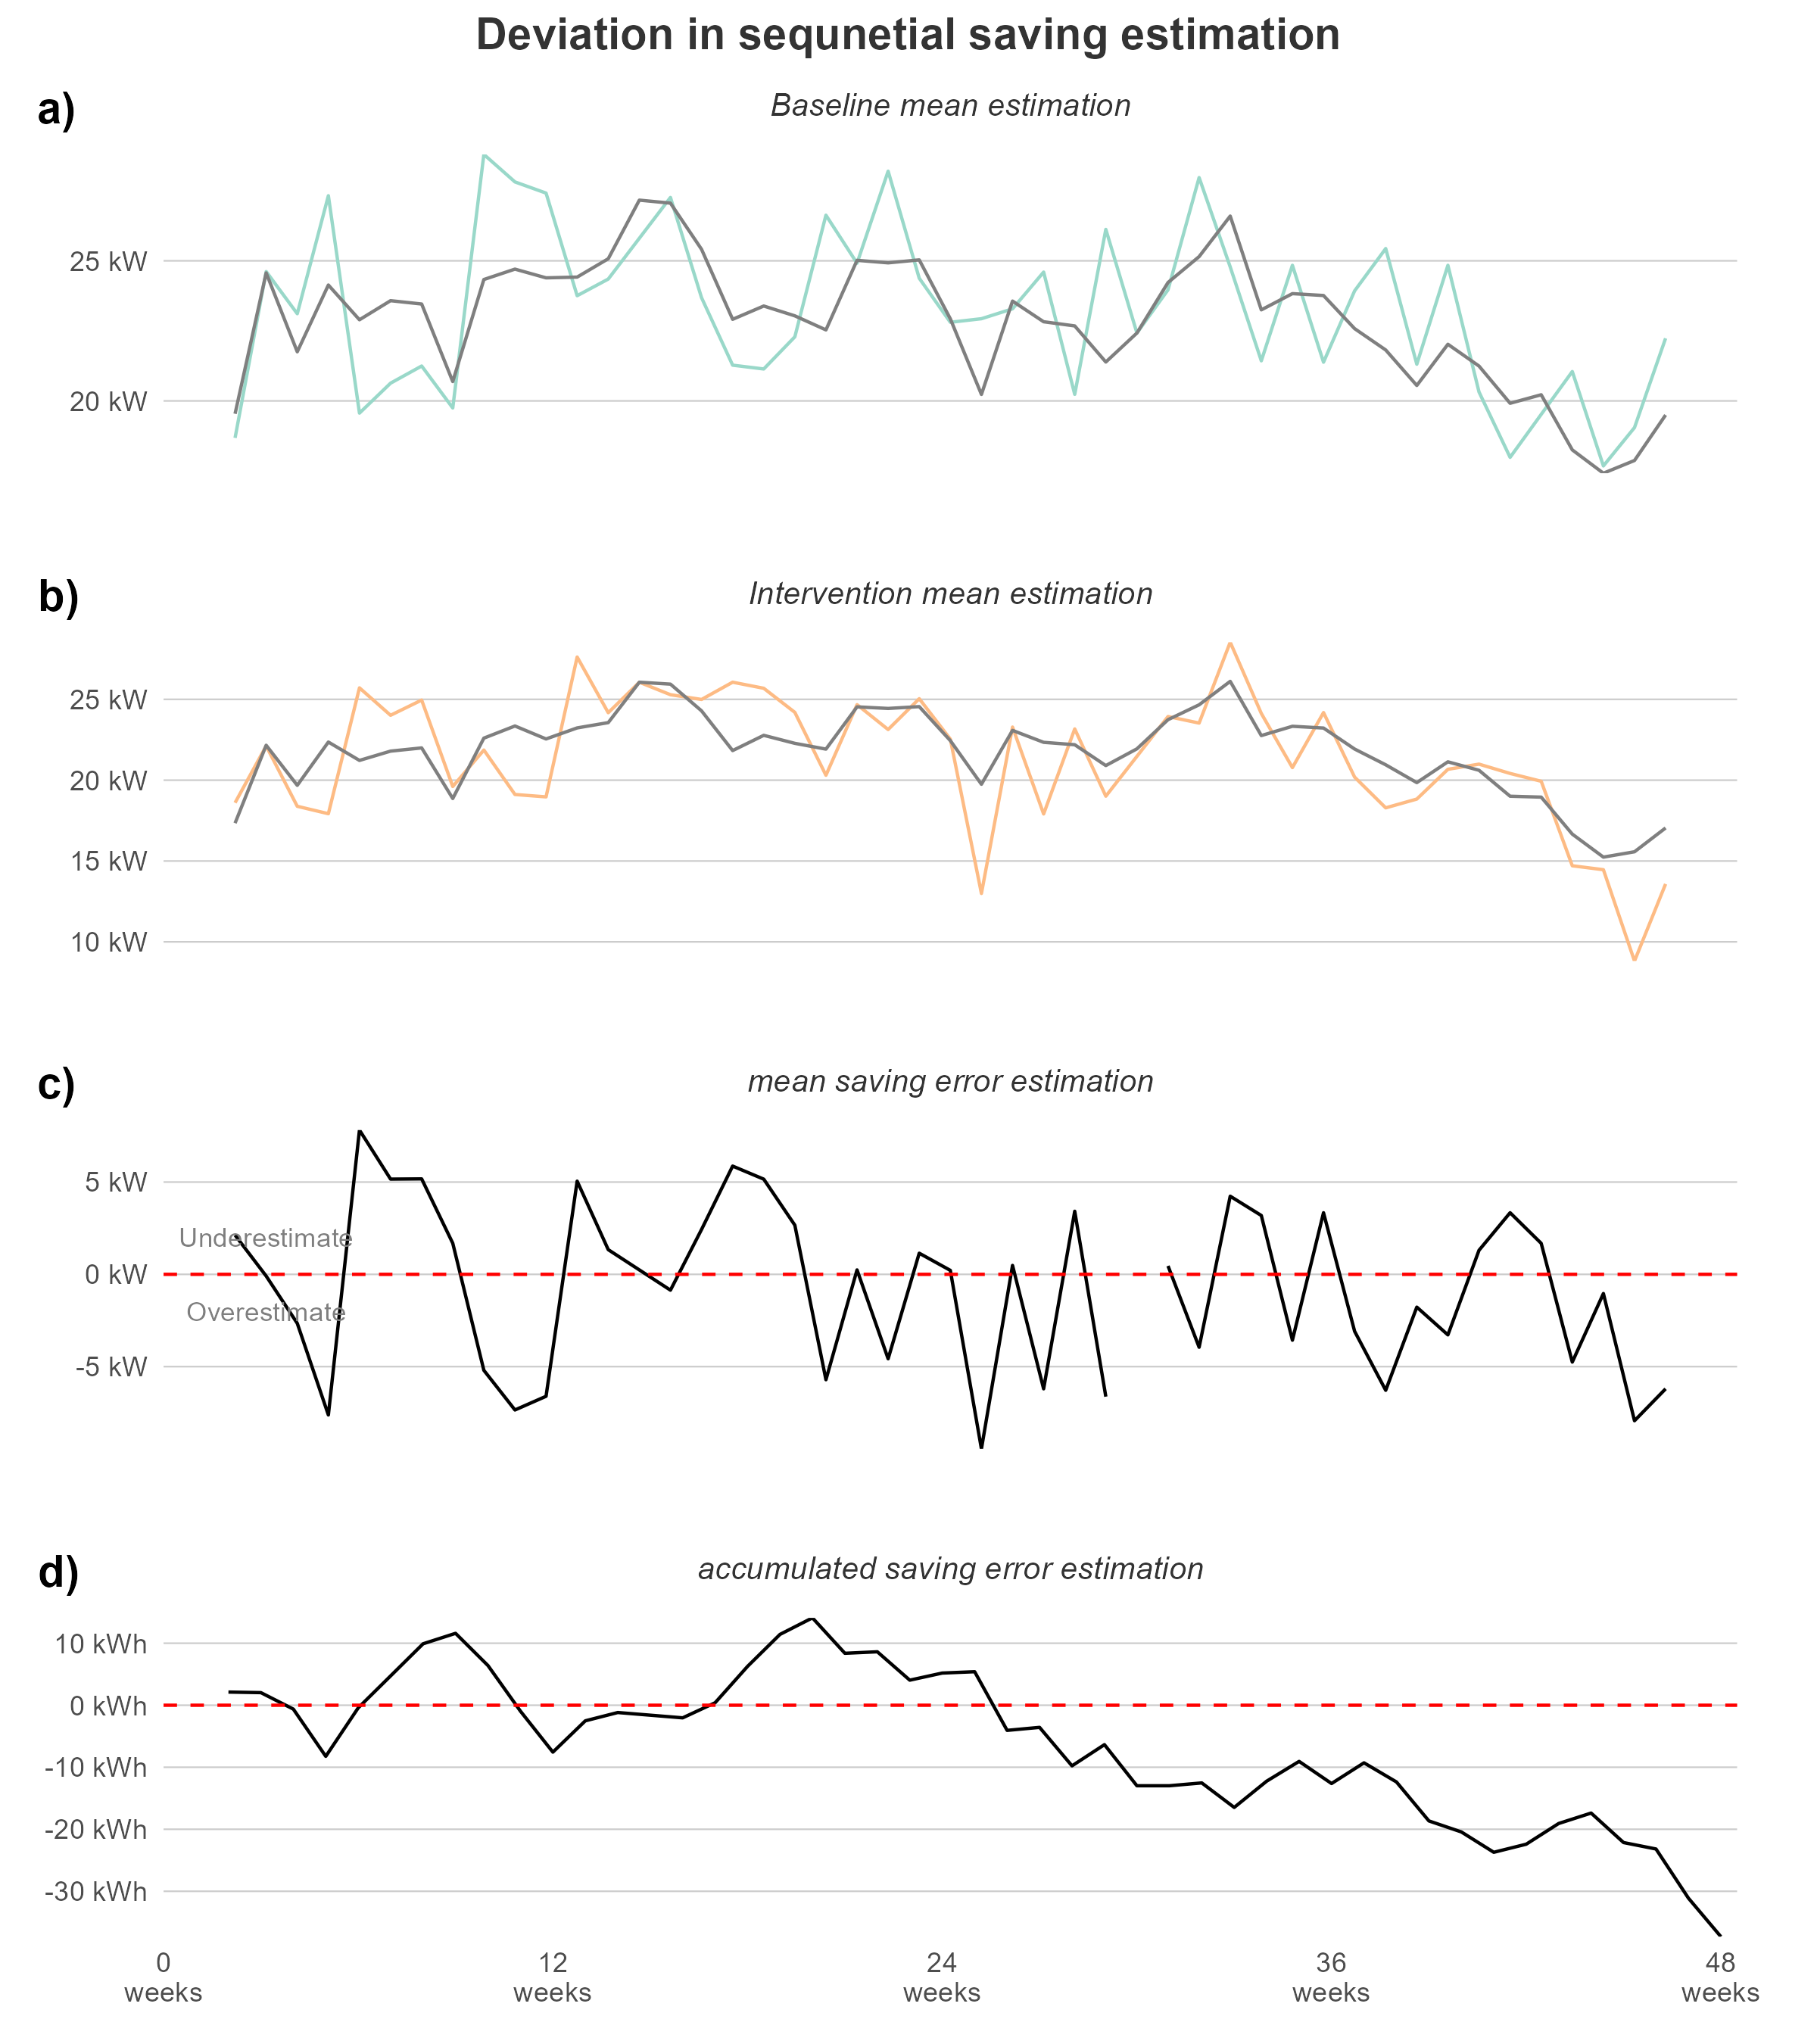 Deviation in sequnetial saving estimation
a)
Baseline mean estimation
25 kW
20 kW
b)
Intervention mean estimation
25 kW
20 kW
15 kW
10 kW
c)
mean saving error estimation
5 kW
Underestimate
0 kW
Overestimate
-5 kW
d)
accumulated saving error estimation
10 kWh
0 kWh
-10 kWh
-20 kWh
-30 kWh
0 12 24 36 48
weeks weeks weeks weeks weeks